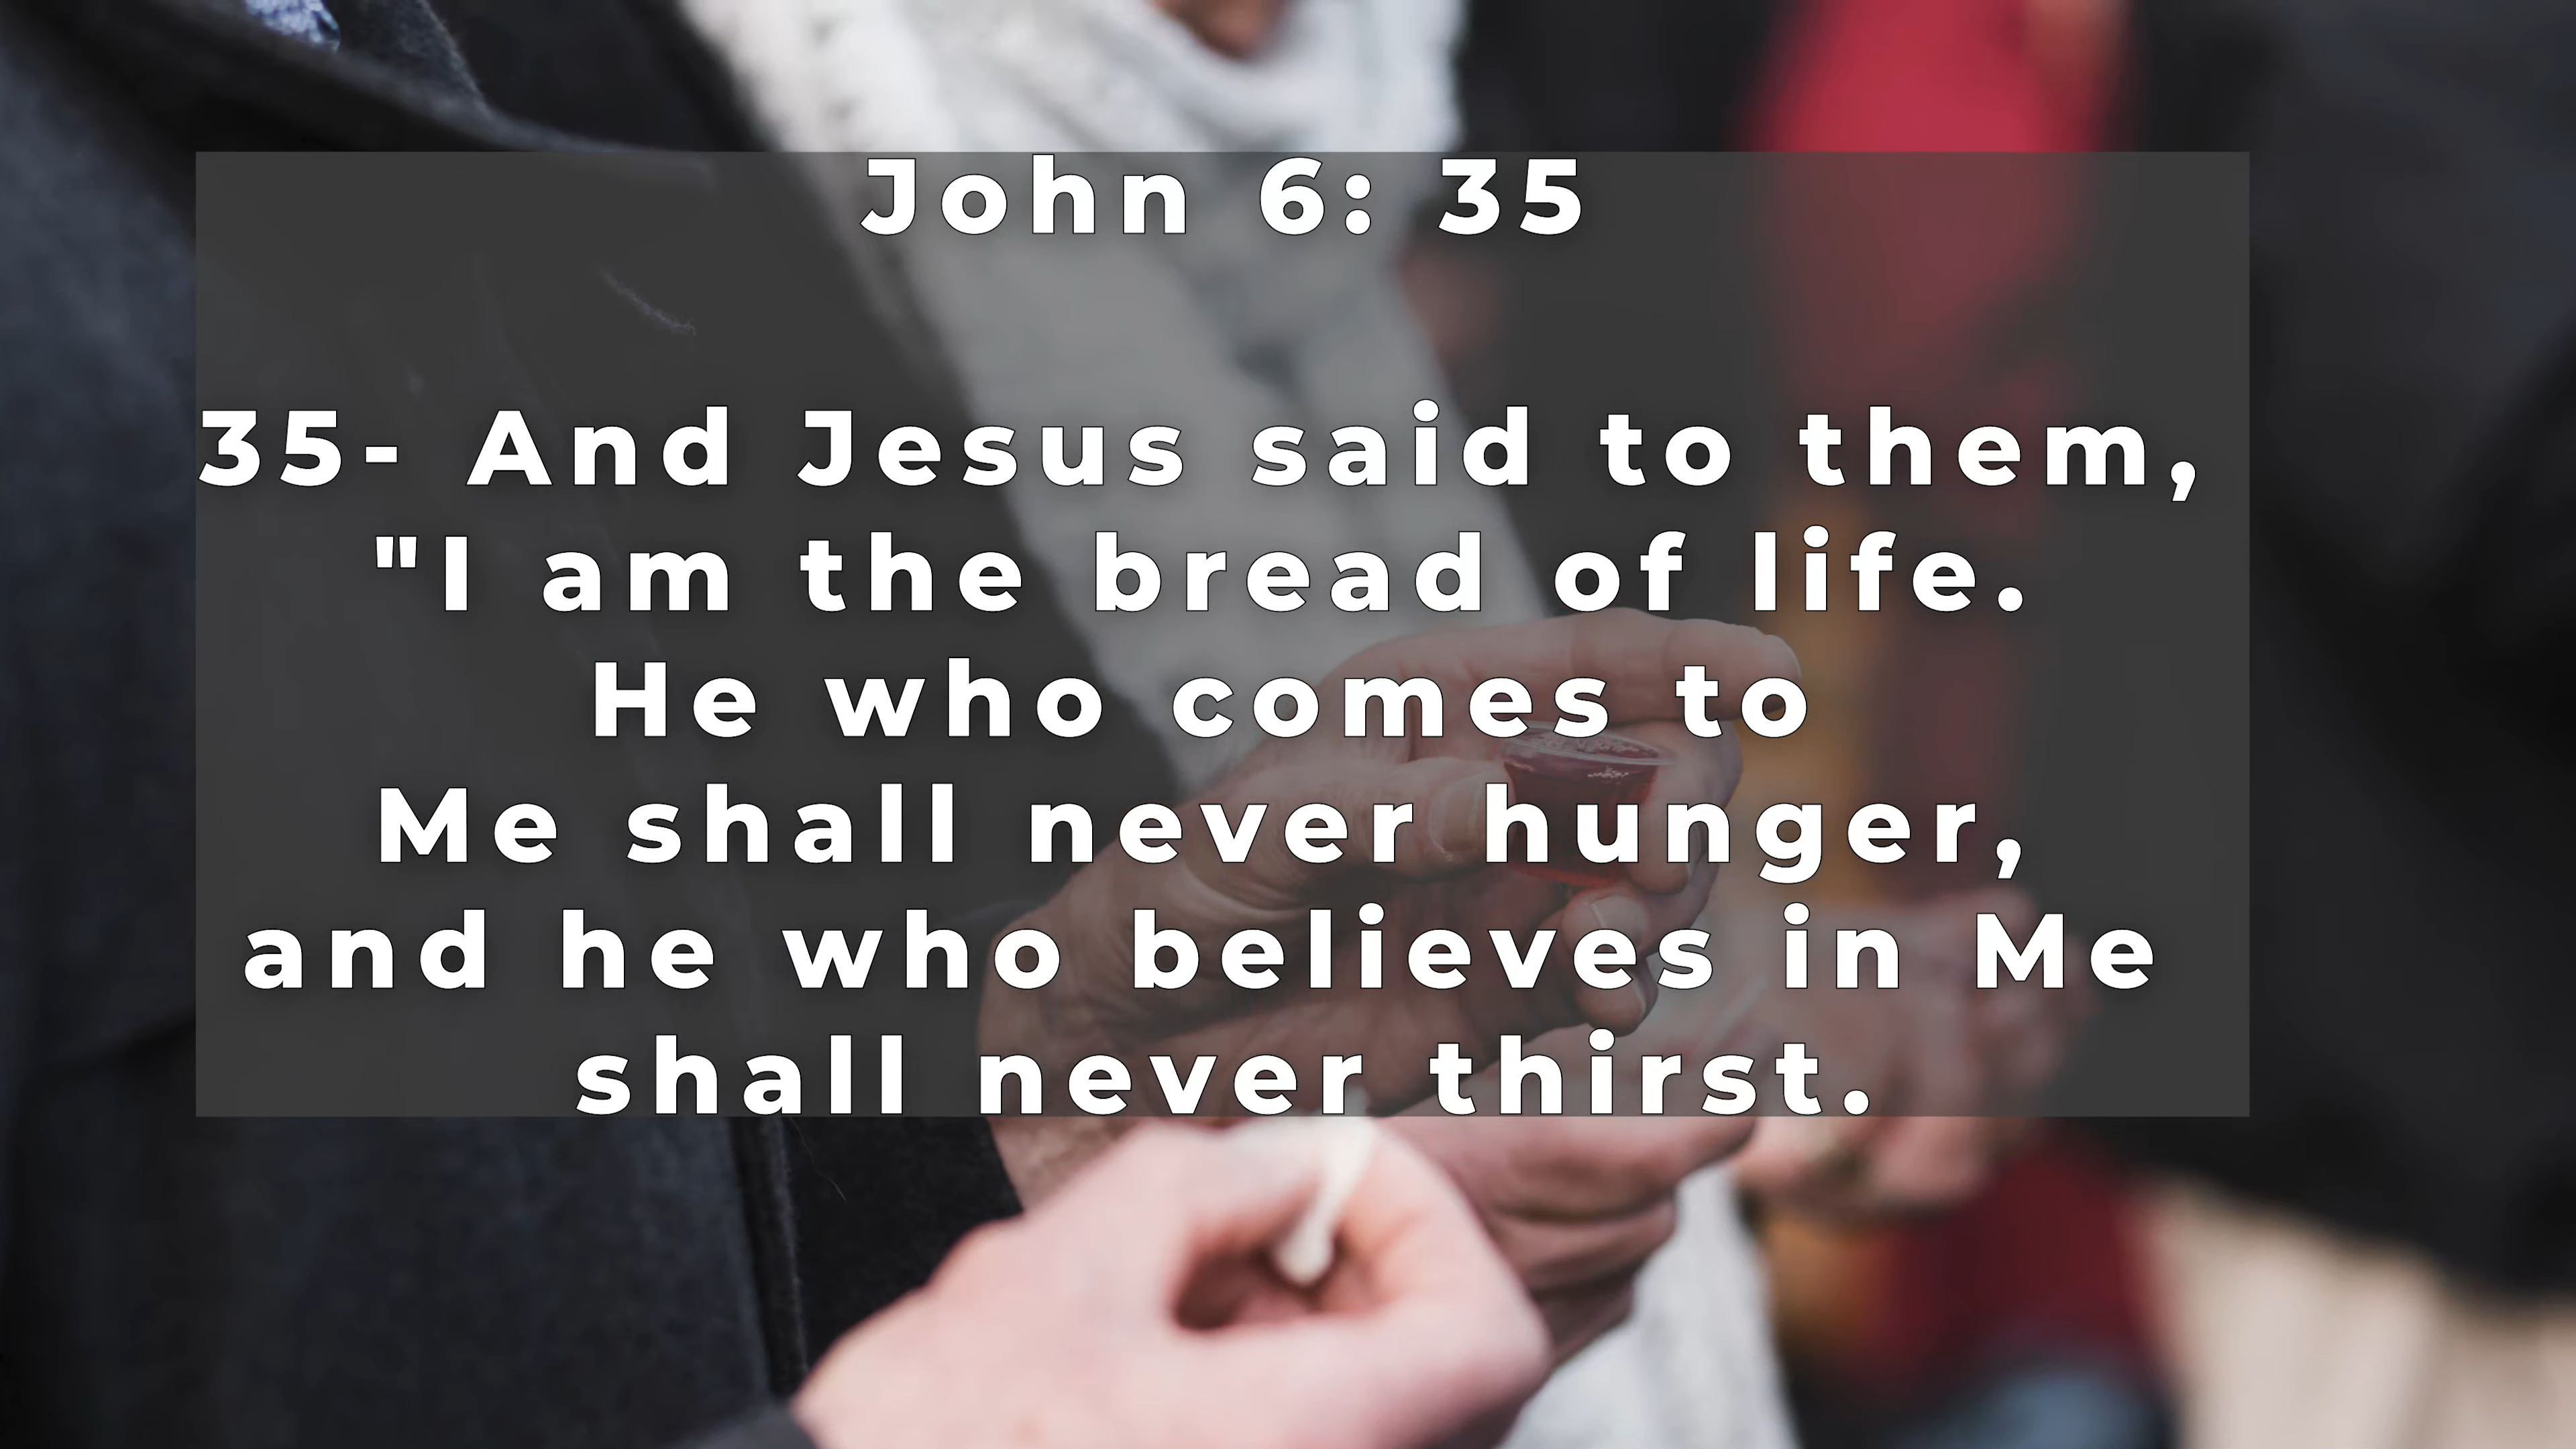 John 6: 35
35- And Jesus said to them,
"I am the bread of life.
He who comes to
Me shall never hunger,
and he who believes in Me
shall never thirst.